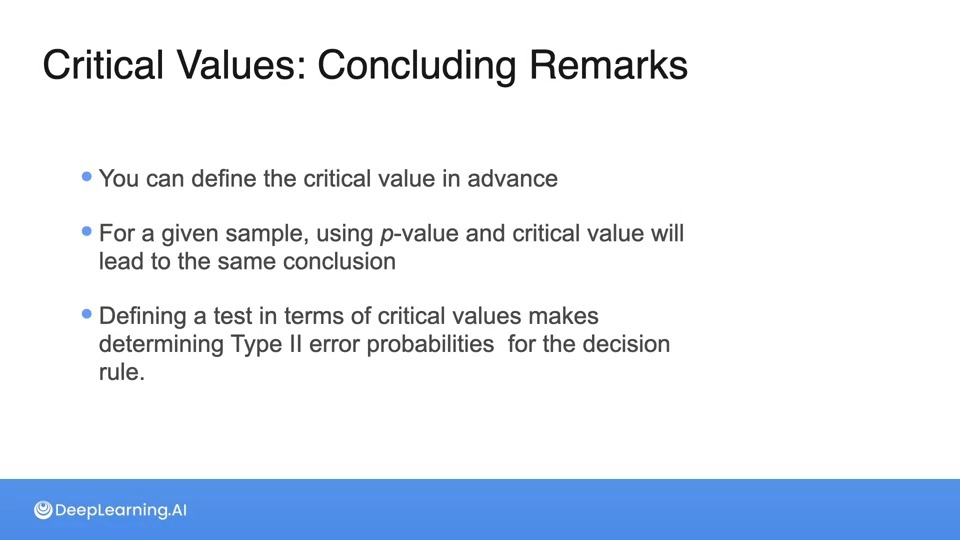 Critical Values: Concluding Remarks
• You can define the critical value in advance
• For a given sample, using p-value and critical value will
lead to the same conclusion
• Defining a test in terms of critical values makes
determining Type II error probabilities  for the decision
rule.
DeepLearning.AI